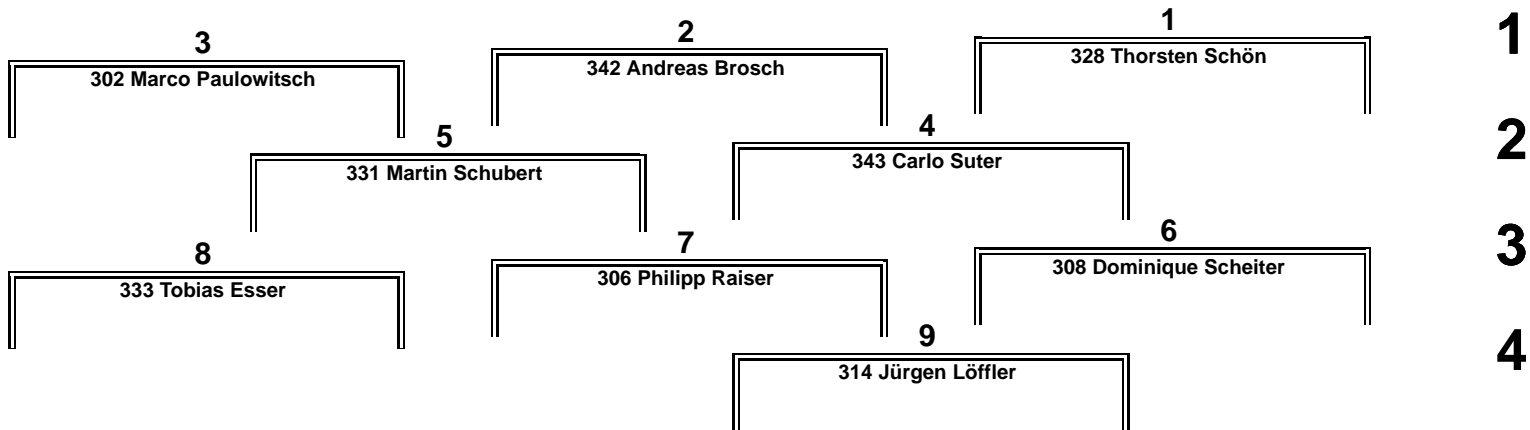 3 2 1 1
302 Marco Paulowitsch 342 Andreas Brosch 328 Thorsten Schön
5 4 2
331 Martin Schubert 343 Carlo Suter
8 7 6 3
333 Tobias Esser 306 Philipp Raiser 308 Dominique Scheiter
9 4
314 Jürgen Löffler